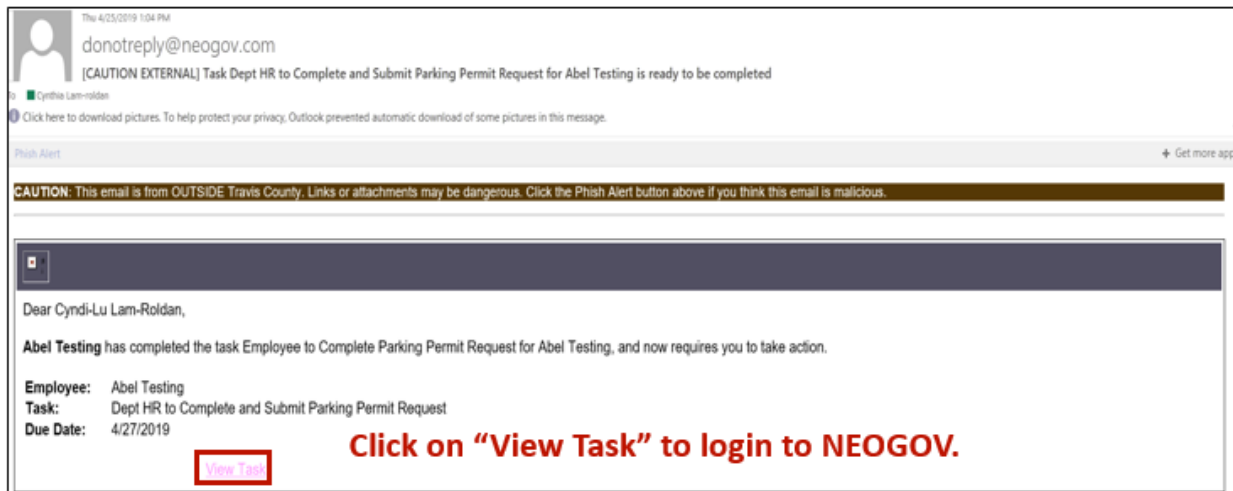 Thu 4/25/2019 1:04 PM
donotreply@neogov.com
[CAUTION EXTERNAL] Task Dept HR to Complete and Submit Parking Permit Request for Abel Testing is ready to be completed
To Cynthia Lam-roldan
Click here to download pictures. To help protect your privacy, Outlook prevented automatic download of some pictures in this message.
Phish Alert
+ Get more app
CAUTION: This email is from OUTSIDE Travis County. Links or attachments may be dangerous. Click the Phish Alert button above if you think this email is malicious.
Dear Cyndi-Lu Lam-Roldan,
Abel Testing has completed the task Employee to Complete Parking Permit Request for Abel Testing, and now requires you to take action.
Employee: Abel Testing
Task: Dept HR to Complete and Submit Parking Permit Request
Due Date: 4/27/2019
Click on “View Task” to login to NEOGOV.
View Task